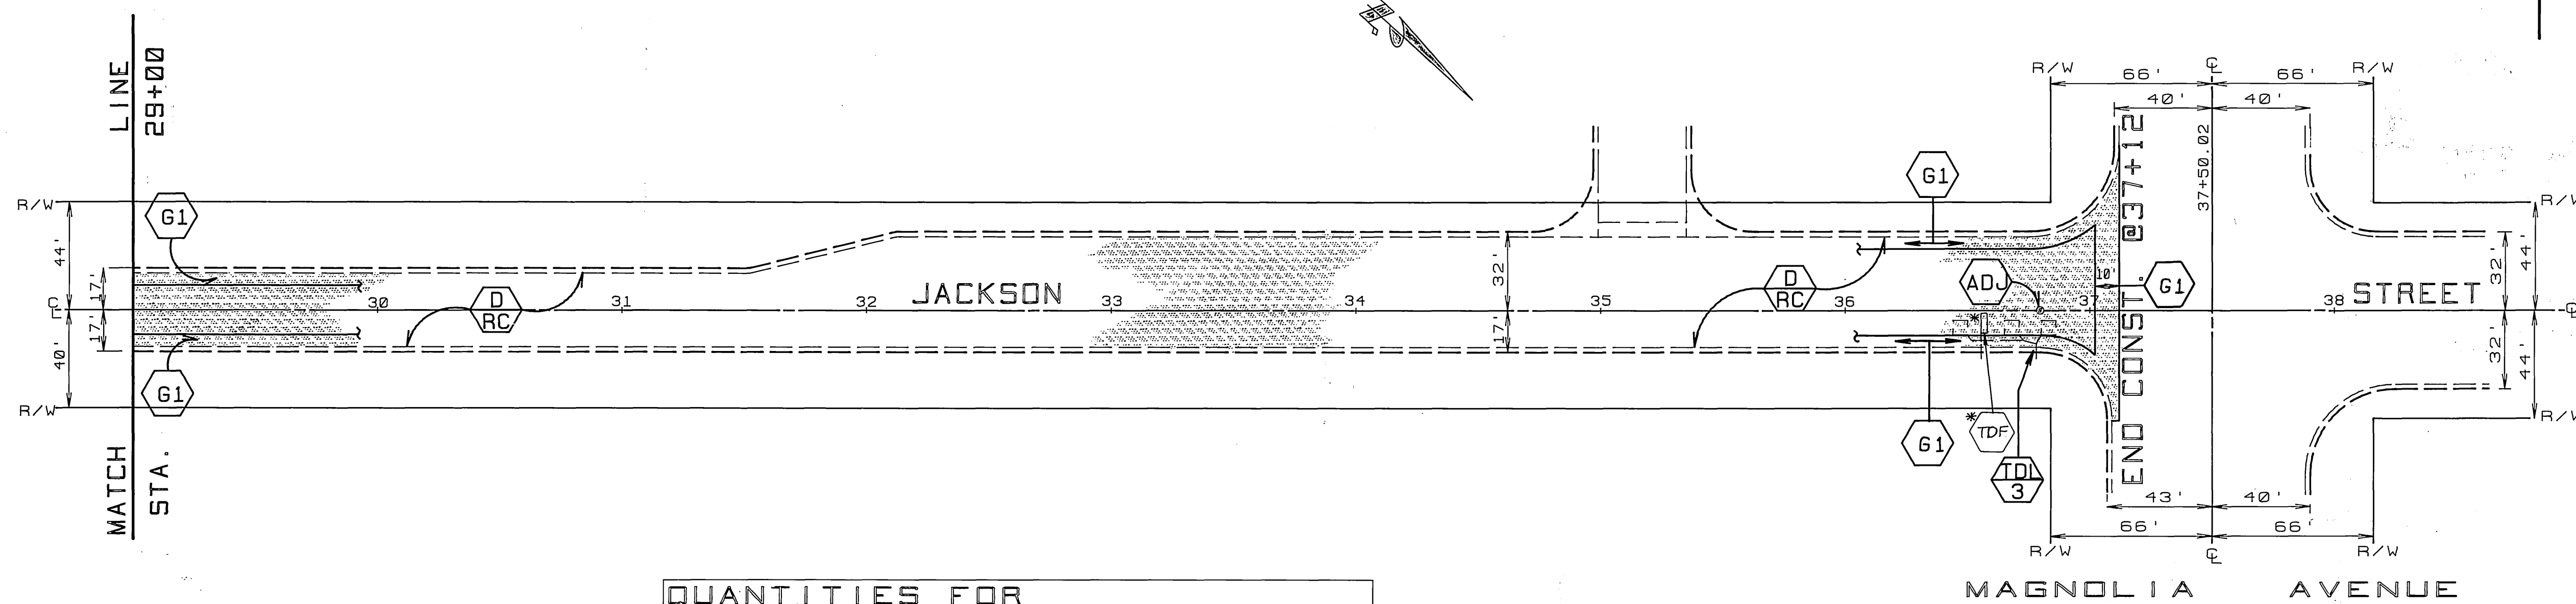 MATCH LINE
STA. 29+00
R/W
44'
17'
C
L
17'
40'
R/W
G1
G1
30
31
32
33
34
35
36
37
38
D
RC
JACKSON
STREET
32'
17'
D
RC
G1
G1
ADJ
*
* TDF
TDL
3
10'
G1
END CONST. @37+12
37+50.02
R/W
66'
C
L
66'
R/W
40'
40'
43'
40'
66'
66'
R/W
C
L
R/W
R/W
44'
32'
C
L
32'
44'
R/W
MAGNOLIA AVENUE
QUANTITIES FOR